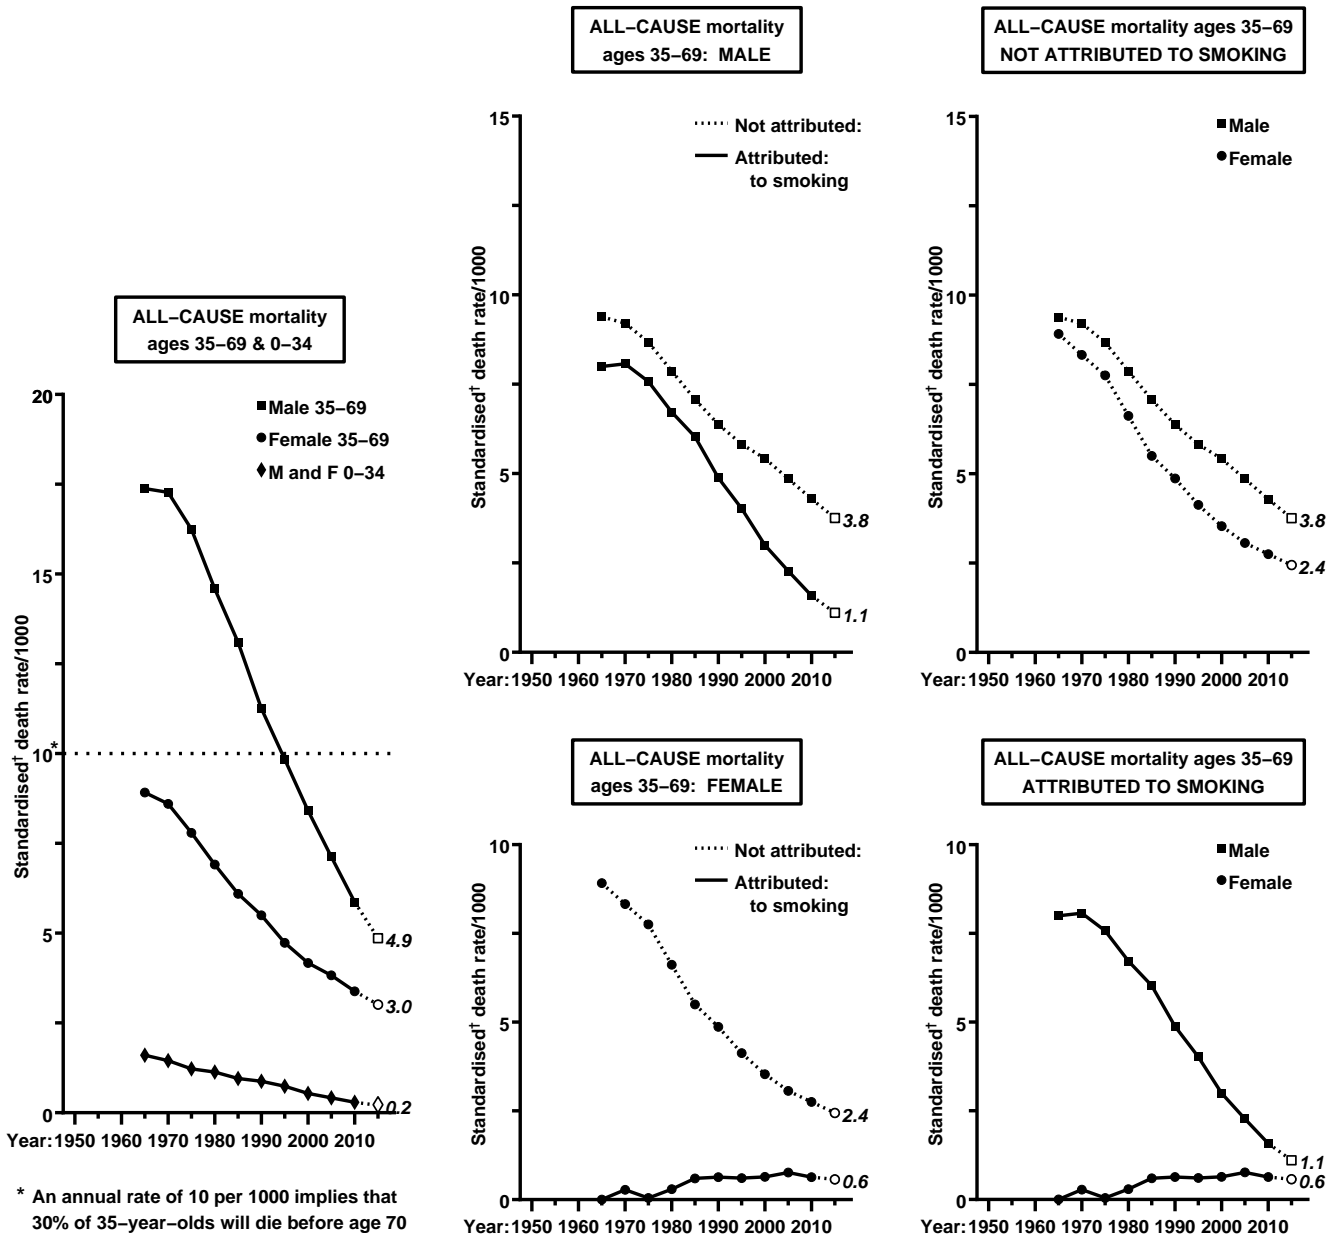 ALL–CAUSE mortality
ages 35–69 & 0–34
20
15
10*
5
0
Standardised† death rate/1000
Male 35–69
Female 35–69
M and F 0–34
4.9
3.0
0.2
Year: 1950 1960 1970 1980 1990 2000 2010
* An annual rate of 10 per 1000 implies that
30% of 35–year–olds will die before age 70
ALL–CAUSE mortality
ages 35–69: MALE
15
10
5
0
Standardised† death rate/1000
Not attributed:
Attributed:
to smoking
3.8
1.1
Year: 1950 1960 1970 1980 1990 2000 2010
ALL–CAUSE mortality ages 35–69
NOT ATTRIBUTED TO SMOKING
15
10
5
0
Standardised† death rate/1000
Male
Female
3.8
2.4
Year: 1950 1960 1970 1980 1990 2000 2010
ALL–CAUSE mortality
ages 35–69: FEMALE
10
5
0
Standardised† death rate/1000
Not attributed:
Attributed:
to smoking
2.4
0.6
Year: 1950 1960 1970 1980 1990 2000 2010
ALL–CAUSE mortality ages 35–69
ATTRIBUTED TO SMOKING
10
5
0
Standardised† death rate/1000
Male
Female
1.1
0.6
Year: 1950 1960 1970 1980 1990 2000 2010